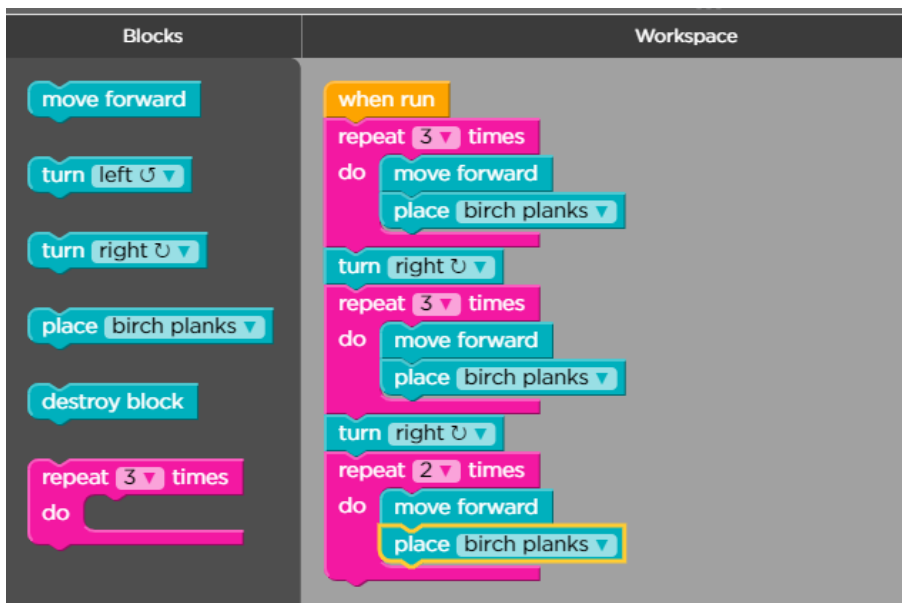 Blocks
Workspace
move forward
turn left ↺ ▼
turn right ↻ ▼
place birch planks ▼
destroy block
repeat 3 ▼ times
do
when run
repeat 3 ▼ times
do move forward
place birch planks ▼
turn right ↻ ▼
repeat 3 ▼ times
do move forward
place birch planks ▼
turn right ↻ ▼
repeat 2 ▼ times
do move forward
place birch planks ▼